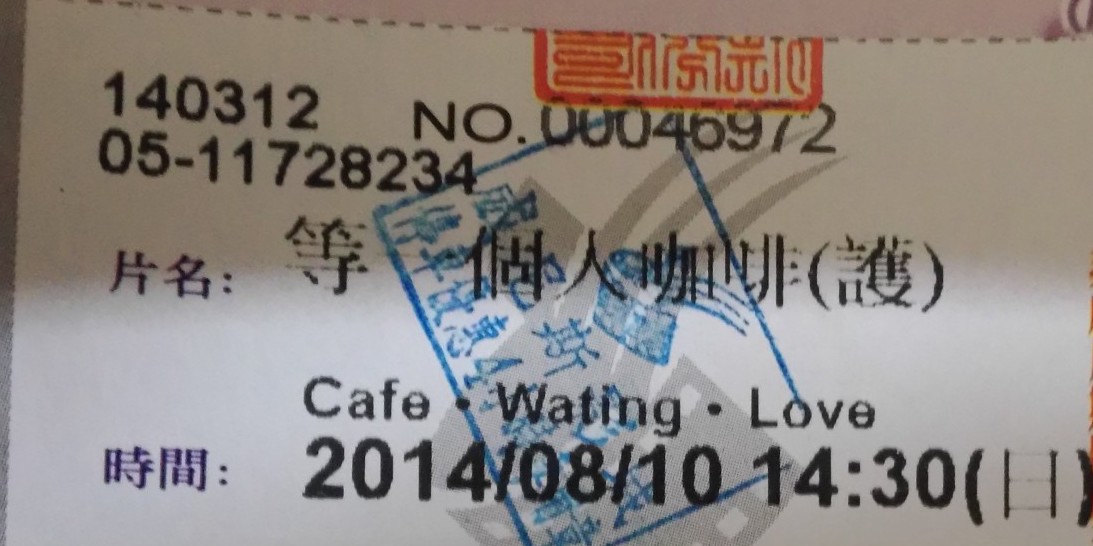 140312 NO.00046972
05-11728234
片名: 等一個人咖啡(護)
Cafe·Wating·Love
時間: 2014/08/10 14:30(日)